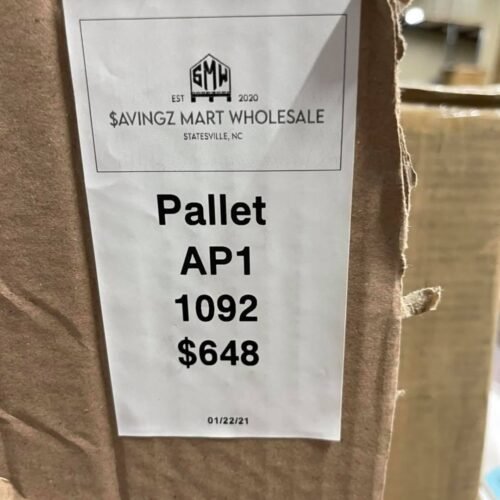 SMW
EST 2020
$AVINGZ MART WHOLESALE
STATESVILLE, NC
Pallet
AP1
1092
$648
01/22/21